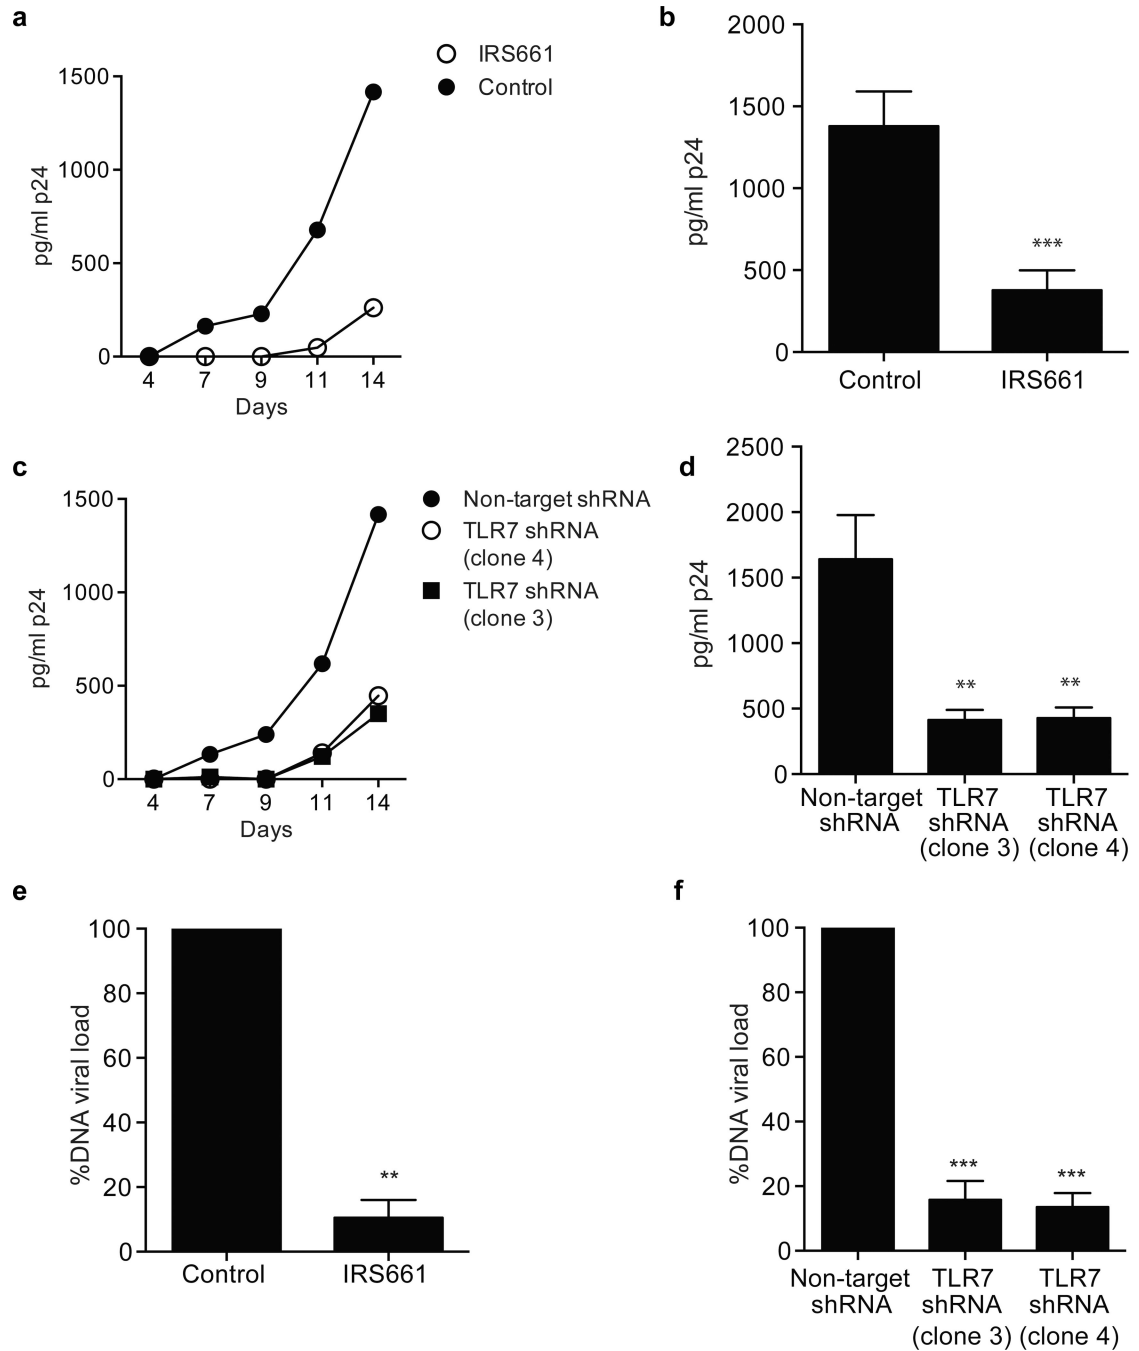 a
IRS661
Control
1500
1000
500
0
pg/ml p24
4 7 9 11 14
Days
b
2000
1500
1000
500
0
pg/ml p24
***
Control IRS661
c
Non-target shRNA
TLR7 shRNA
(clone 4)
TLR7 shRNA
(clone 3)
1500
1000
500
0
pg/ml p24
4 7 9 11 14
Days
d
2500
2000
1500
1000
500
0
pg/ml p24
** **
Non-target TLR7 TLR7
shRNA shRNA shRNA
(clone 3) (clone 4)
e
100
80
60
40
20
0
%DNA viral load
**
Control IRS661
f
100
80
60
40
20
0
%DNA viral load
*** ***
Non-target TLR7 TLR7
shRNA shRNA shRNA
(clone 3) (clone 4)